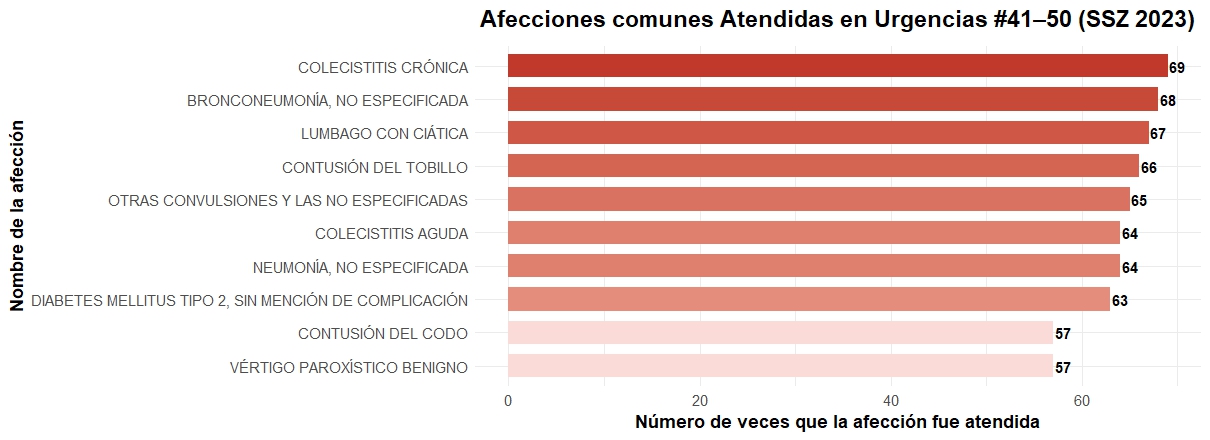 Afecciones comunes Atendidas en Urgencias #41–50 (SSZ 2023)
Nombre de la afección
COLECISTITIS CRÓNICA 69
BRONCONEUMONÍA, NO ESPECIFICADA 68
LUMBAGO CON CIÁTICA 67
CONTUSIÓN DEL TOBILLO 66
OTRAS CONVULSIONES Y LAS NO ESPECIFICADAS 65
COLECISTITIS AGUDA 64
NEUMONÍA, NO ESPECIFICADA 64
DIABETES MELLITUS TIPO 2, SIN MENCIÓN DE COMPLICACIÓN 63
CONTUSIÓN DEL CODO 57
VÉRTIGO PAROXÍSTICO BENIGNO 57
0 20 40 60
Número de veces que la afección fue atendida